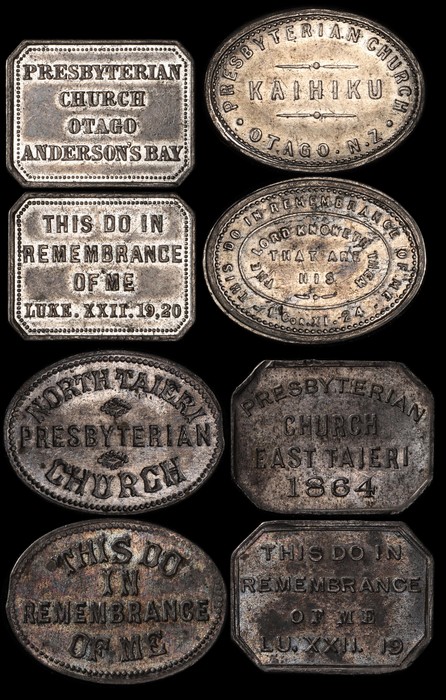 PRESBYTERIAN
CHURCH
OTAGO
ANDERSON'S BAY
PRESBYTERIAN CHURCH
KAIHIKU
OTAGO. N.Z.
THIS DO IN
REMEMBRANCE
OF ME
LUKE. XXII. 19,20
THIS DO IN REMEMBRANCE OF ME.
THE LORD KNOWETH THEM
THAT ARE
HIS
XI. 24.
NORTH TAIERI
PRESBYTERIAN
CHURCH
PRESBYTERIAN
CHURCH
EAST TAIERI
1864
THIS DO
IN
REMEMBRANCE
OF ME
THIS DO IN
REMEMBRANCE
OF ME
LU. XXII. 19